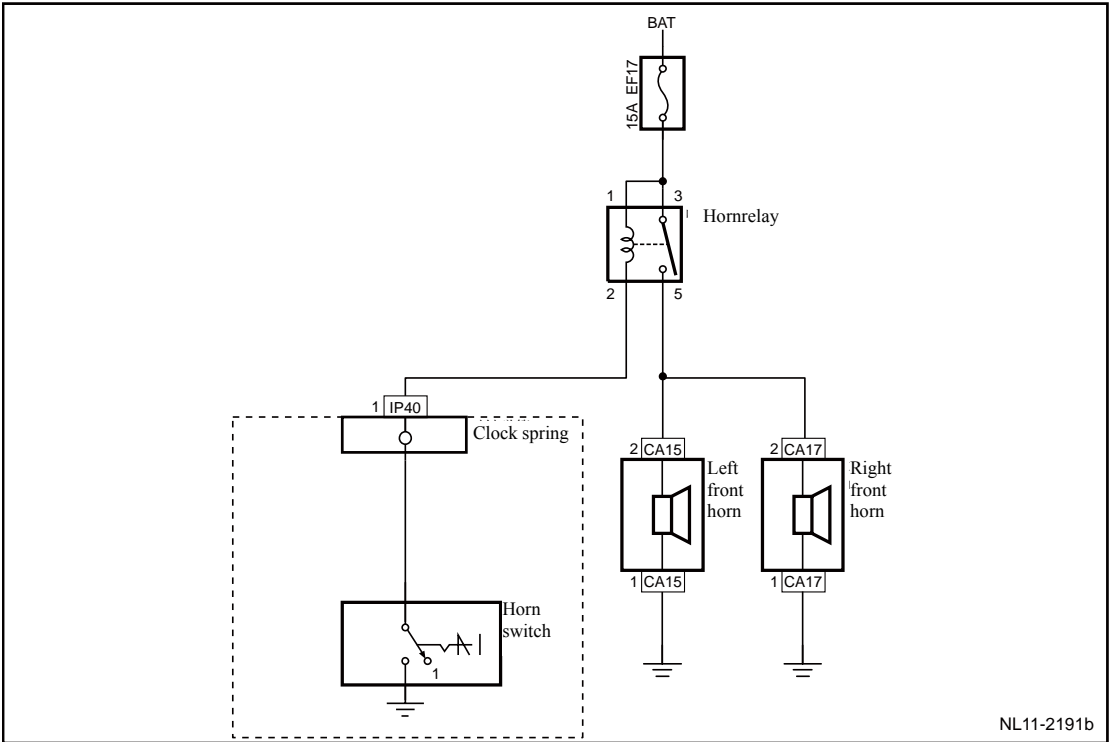 BAT
15A EF17
1
3
Hornrelay
2
5
1 IP40
Clock spring
2 CA15
2 CA17
Left
front
horn
Right
front
horn
1 CA15
1 CA17
Horn
switch
1
NL11-2191b